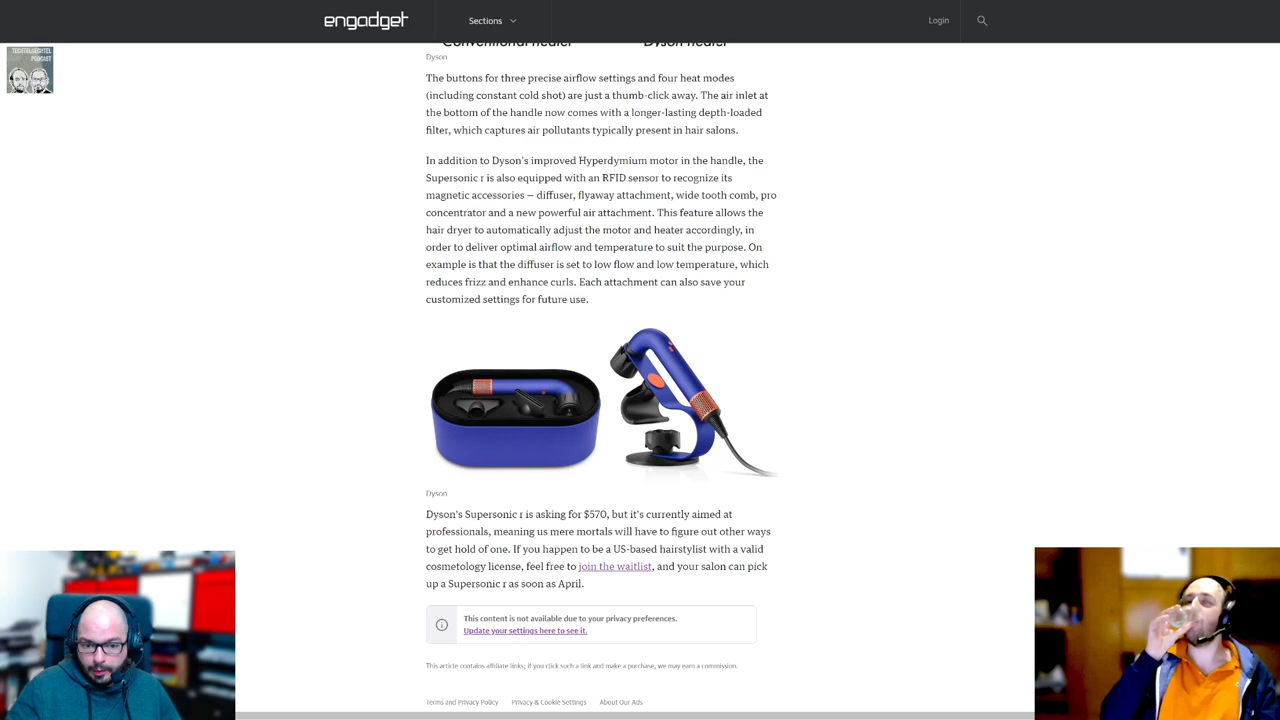 engadget
Sections
Login
TECHTELMECHTEL
PODCAST
Conventional heater
Dyson heater
Dyson
The buttons for three precise airflow settings and four heat modes
(including constant cold shot) are just a thumb-click away. The air inlet at
the bottom of the handle now comes with a longer-lasting depth-loaded
filter, which captures air pollutants typically present in hair salons.
In addition to Dyson's improved Hyperdymium motor in the handle, the
Supersonic r is also equipped with an RFID sensor to recognize its
magnetic accessories — diffuser, flyaway attachment, wide tooth comb, pro
concentrator and a new powerful air attachment. This feature allows the
hair dryer to automatically adjust the motor and heater accordingly, in
order to deliver optimal airflow and temperature to suit the purpose. On
example is that the diffuser is set to low flow and low temperature, which
reduces frizz and enhance curls. Each attachment can also save your
customized settings for future use.
Dyson
Dyson's Supersonic r is asking for $570, but it's currently aimed at
professionals, meaning us mere mortals will have to figure out other ways
to get hold of one. If you happen to be a US-based hairstylist with a valid
cosmetology license, feel free to join the waitlist, and your salon can pick
up a Supersonic r as soon as April.
This content is not available due to your privacy preferences.
Update your settings here to see it.
This article contains affiliate links; if you click such a link and make a purchase, we may earn a commission.
Terms and Privacy Policy
Privacy & Cookie Settings
About Our Ads